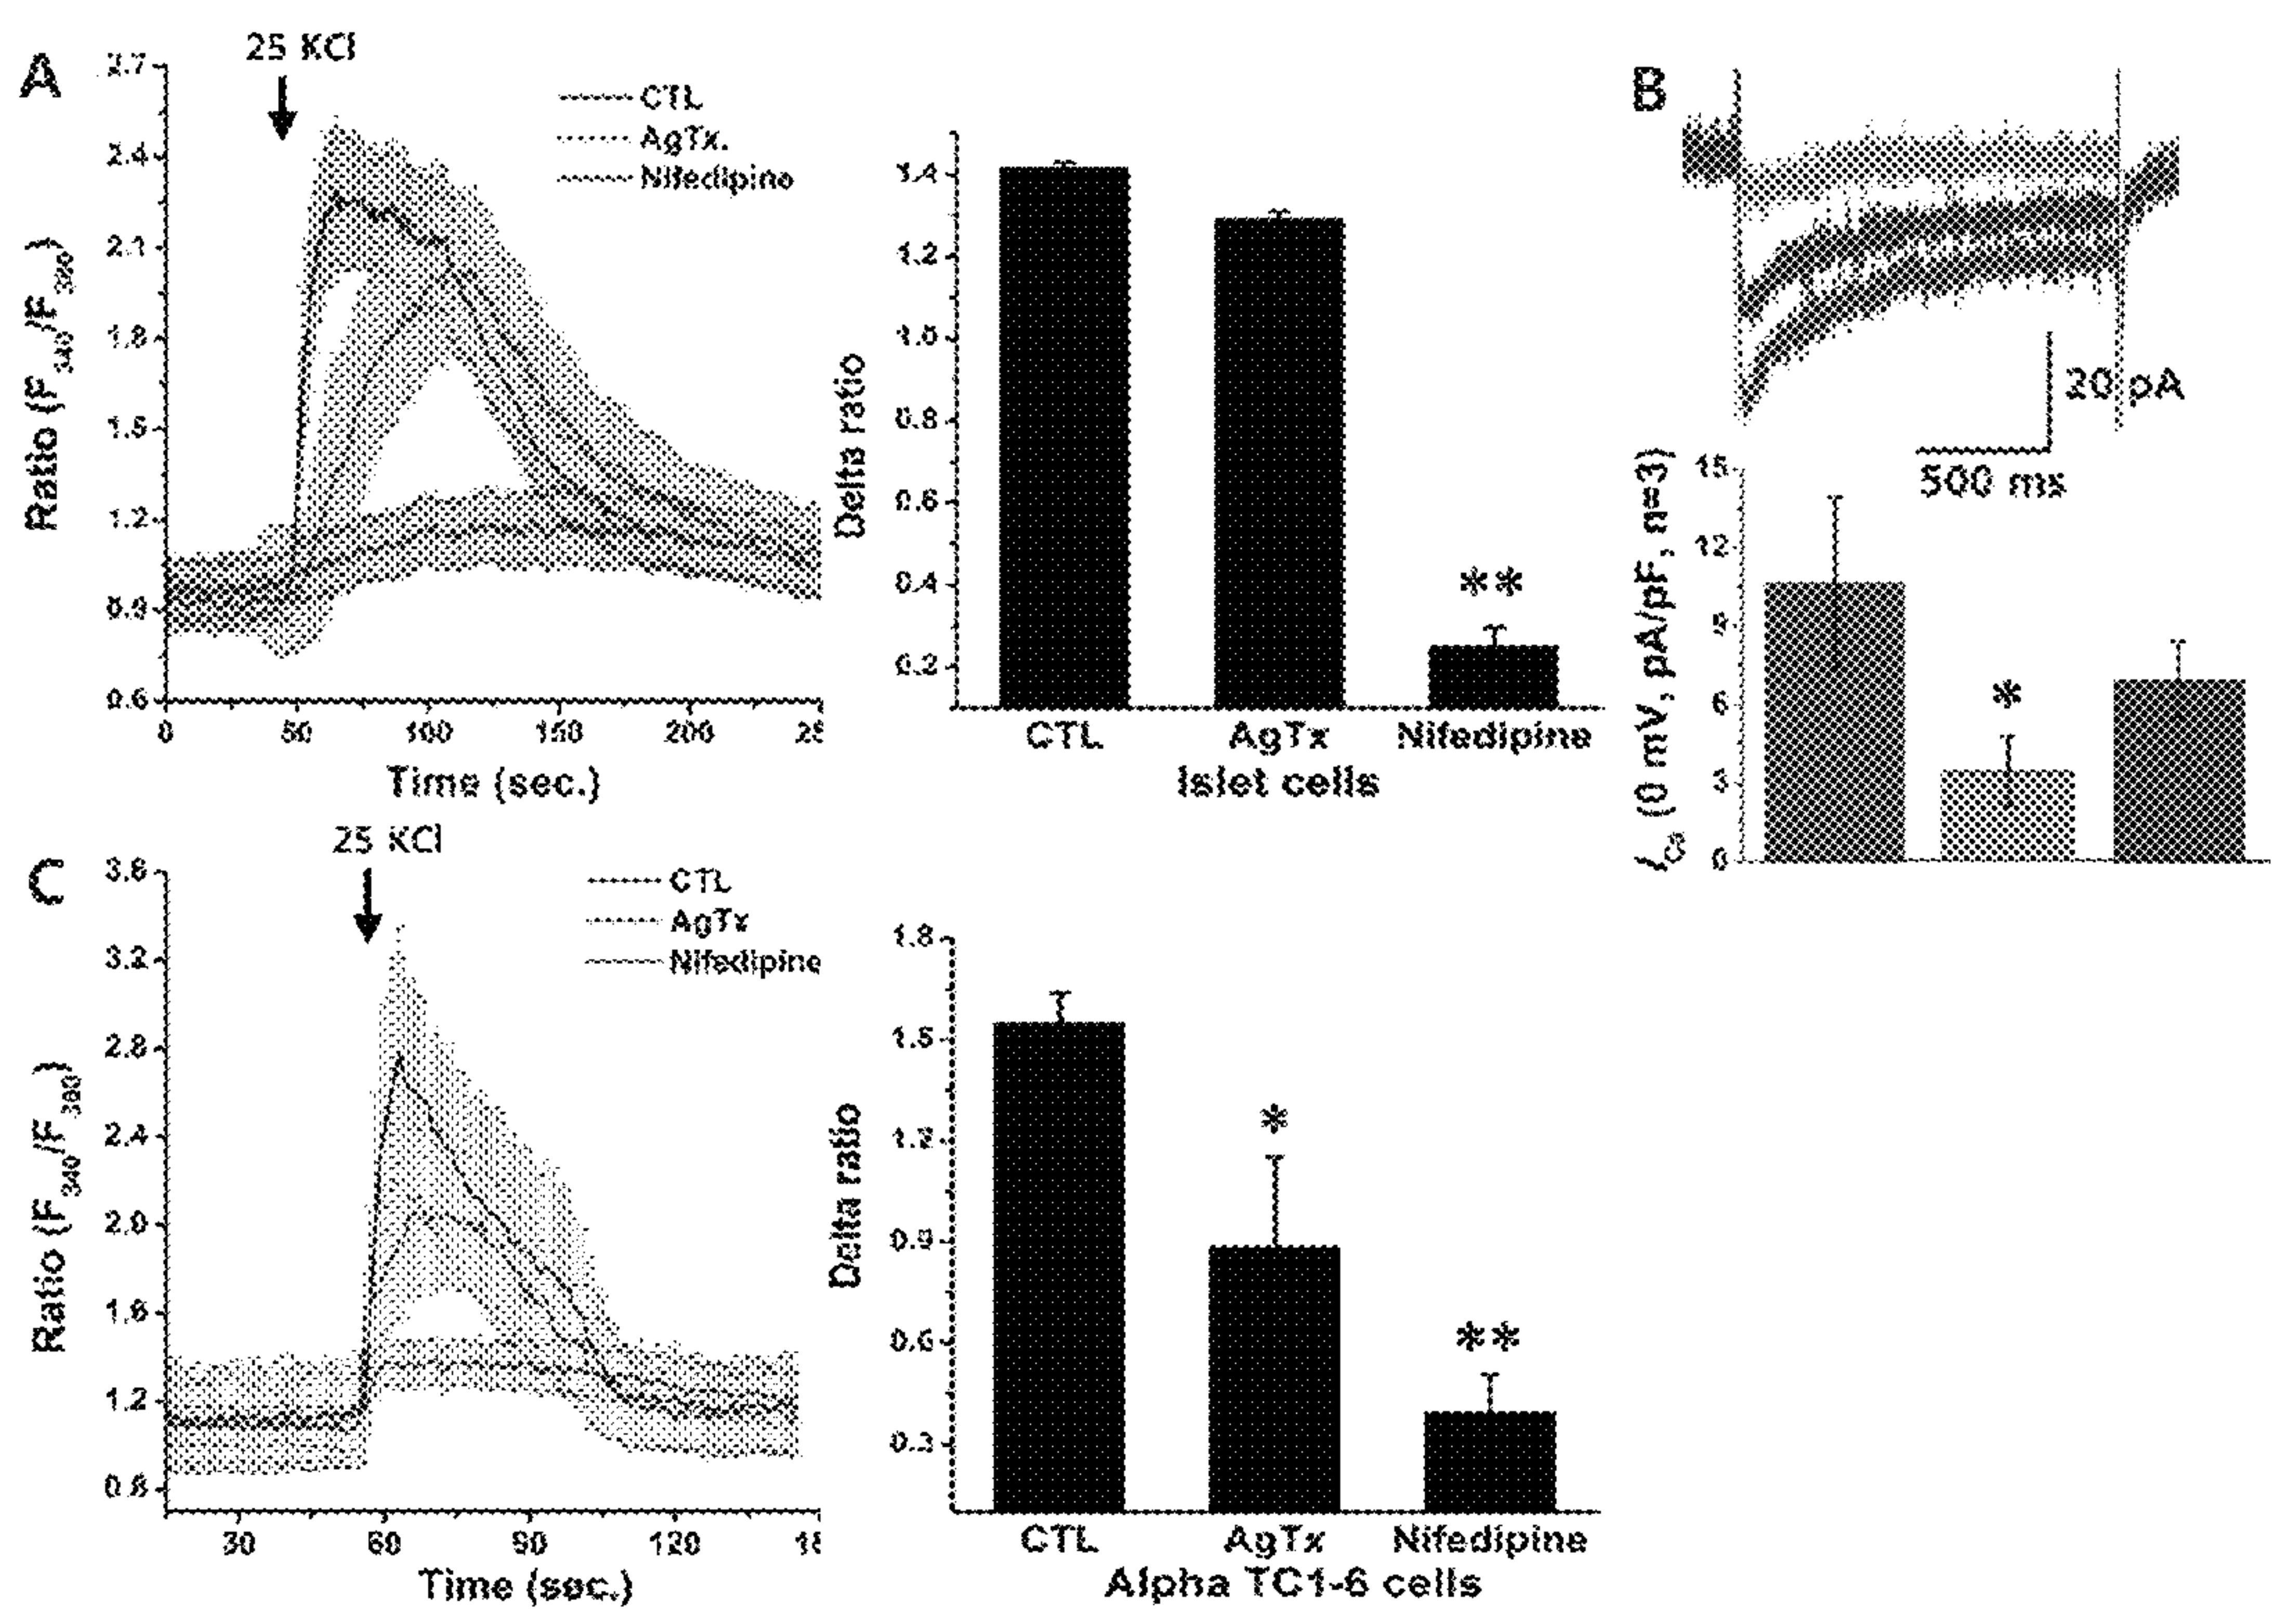 A
25 KCl
CTL
AgTx.
Nifedipine
2.7
2.4
2.1
1.8
1.5
1.2
0.9
0.6
Ratio (F340/F380)
0
50
100
150
200
25
Time (sec.)
1.4
1.2
1.0
0.8
0.6
0.4
0.2
Delta ratio
**
CTL
AgTx
Nifedipine
Islet cells
B
20 pA
500 ms
15
12
9
6
3
0
ICa (0 mV, pA/pF, n=3)
*
C
25 KCl
CTL
AgTx
Nifedipine
3.6
3.2
2.8
2.4
2.0
1.6
1.2
0.8
Ratio (F340/F380)
30
60
90
120
Time (sec.)
1.8
1.5
1.2
0.9
0.6
0.3
Delta ratio
*
**
CTL
AgTx
Nifedipine
Alpha TC1-6 cells